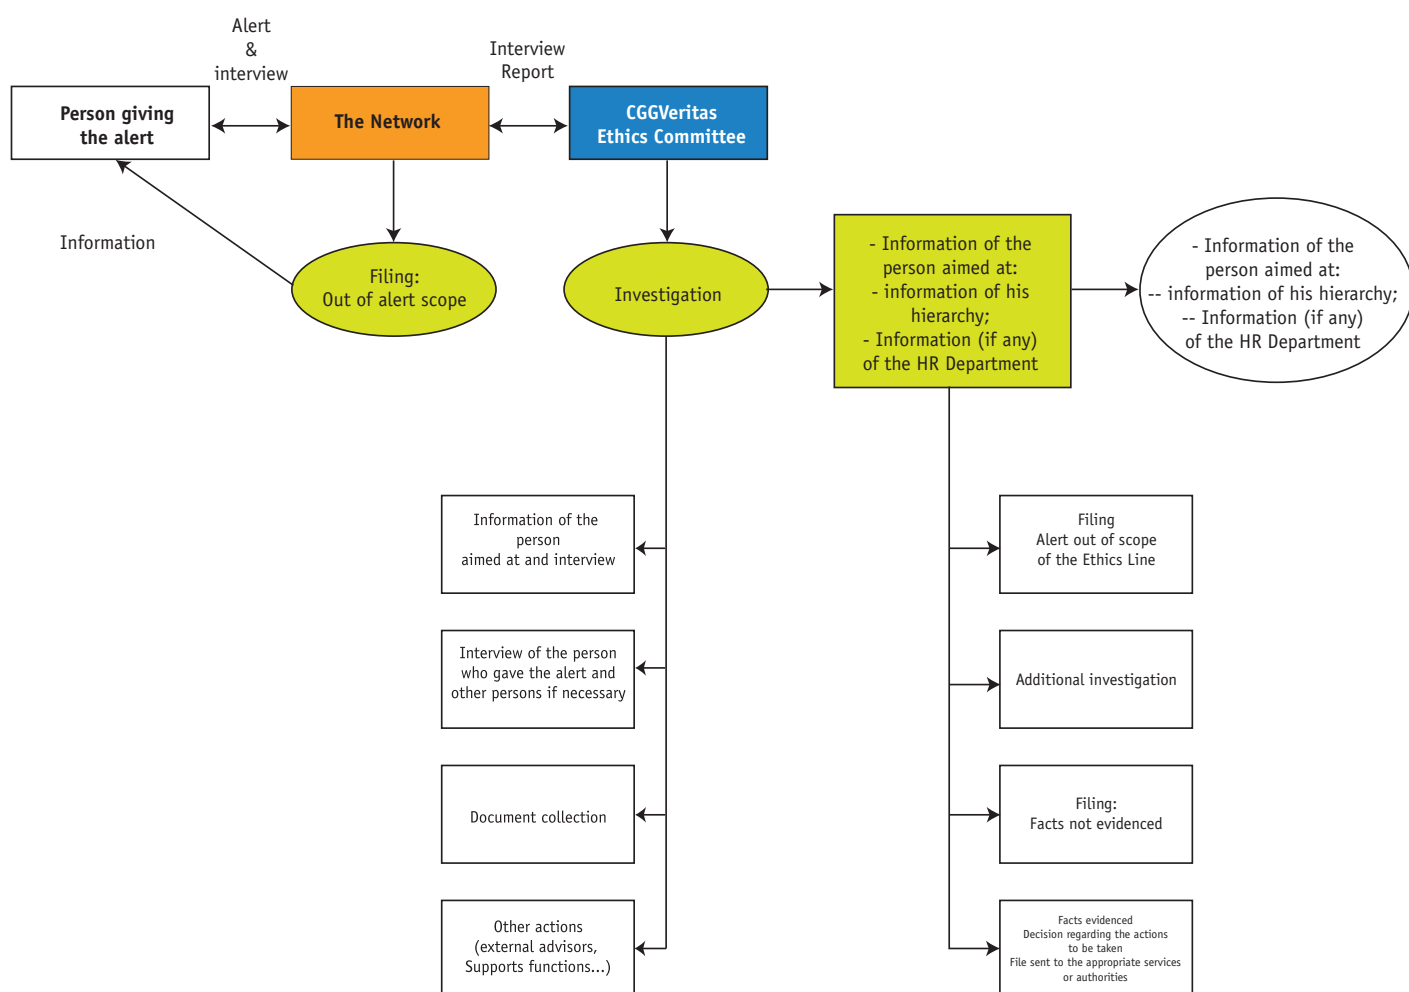 Alert
&
interview
Interview
Report
Person giving
the alert
The Network
CGGVeritas
Ethics Committee
Information
Filing:
Out of alert scope
Investigation
- Information of the
person aimed at:
- information of his
hierarchy;
- Information (if any)
of the HR Department
- Information of the
person aimed at:
-- information of his hierarchy;
-- Information (if any)
of the HR Department
Information of the
person
aimed at and interview
Interview of the person
who gave the alert and
other persons if necessary
Document collection
Other actions
(external advisors,
Supports functions...)
Filing
Alert out of scope
of the Ethics Line
Additional investigation
Filing:
Facts not evidenced
Facts evidenced
Decision regarding the actions
to be taken
File sent to the appropriate services
or authorities